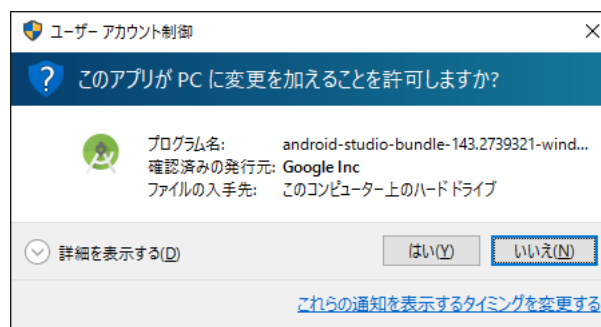 ユーザー アカウント制御
このアプリが PC に変更を加えることを許可しますか?
プログラム名: android-studio-bundle-143.2739321-wind...
確認済みの発行元: Google Inc
ファイルの入手先: このコンピューター上のハード ドライブ
詳細を表示する(D) はい(Y) いいえ(N)
これらの通知を表示するタイミングを変更する